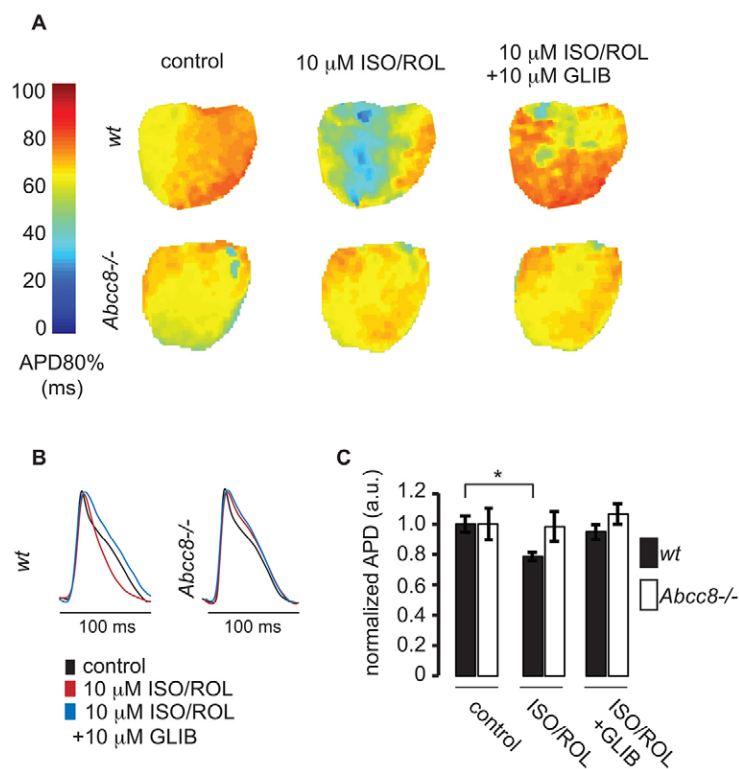 A
control
10 μM ISO/ROL
10 μM ISO/ROL
+10 μM GLIB
100
80
60
40
20
0
APD80%
(ms)
wt
Abcc8-/-
B
wt
100 ms
Abcc8-/-
100 ms
control
10 μM ISO/ROL
10 μM ISO/ROL
+10 μM GLIB
C
normalized APD (a.u.)
1.2
1.0
0.8
0.6
0.4
0.2
0
*
wt
Abcc8-/-
control
ISO/ROL
ISO/ROL
+GLIB